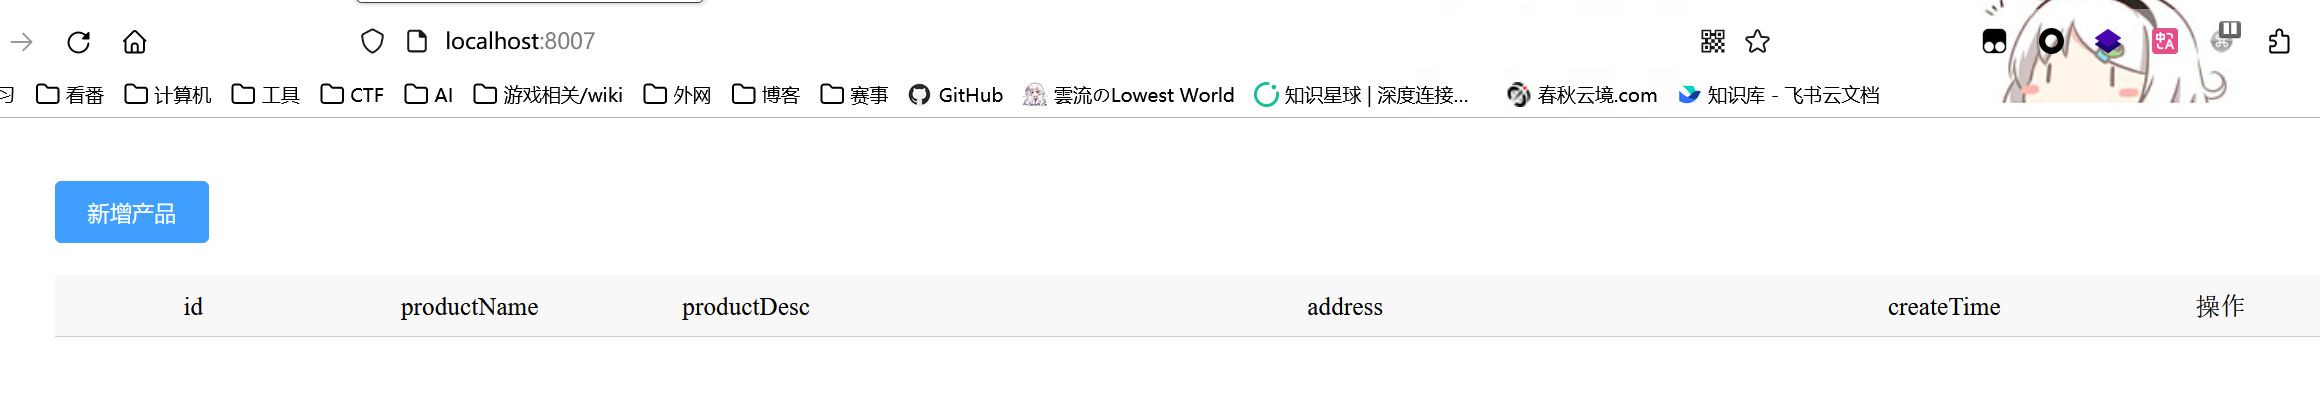 localhost:8007
习 看番 计算机 工具 CTF AI 游戏相关/wiki 外网 博客 赛事 GitHub 雲流のLowest World 知识星球 | 深度连接... 春秋云境.com 知识库 - 飞书云文档
新增产品
id productName productDesc address createTime 操作